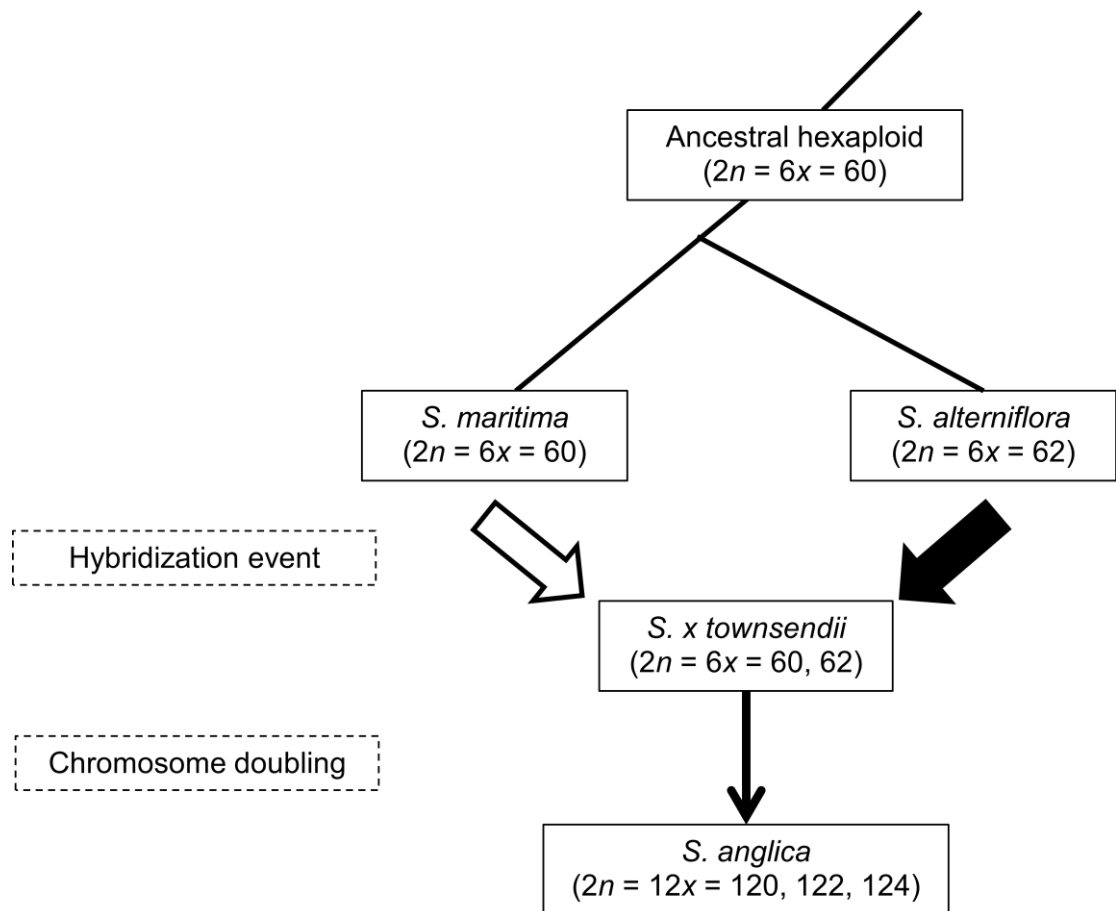 Ancestral hexaploid
(2n = 6x = 60)
S. maritima
(2n = 6x = 60)
S. alterniflora
(2n = 6x = 62)
Hybridization event
S. x townsendii
(2n = 6x = 60, 62)
Chromosome doubling
S. anglica
(2n = 12x = 120, 122, 124)